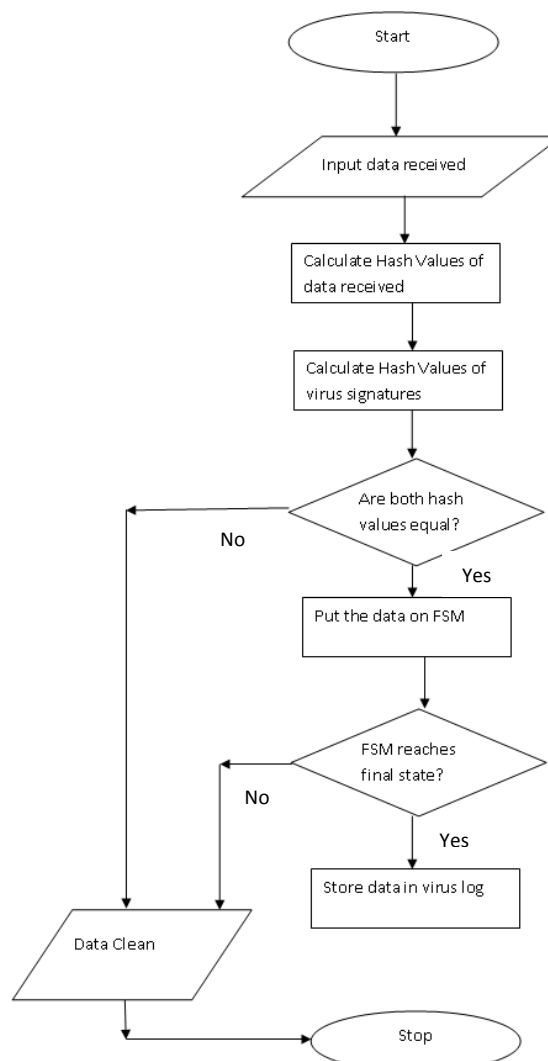 Start
Input data received
Calculate Hash Values of
data received
Calculate Hash Values of
virus signatures
Are both hash
values equal?
No
Yes
Put the data on FSM
FSM reaches
final state?
No
Yes
Store data in virus log
Data Clean
Stop